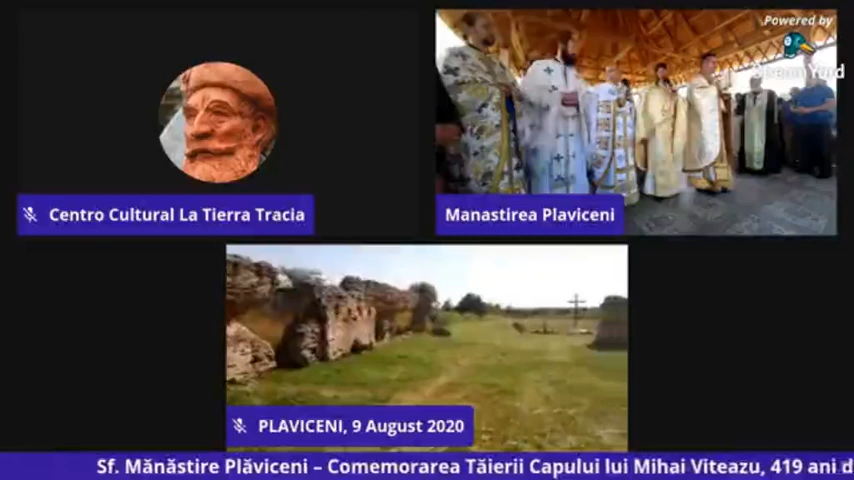 Powered by
StreamYard
Centro Cultural La Tierra Tracia
Manastirea Plaviceni
PLAVICENI, 9 August 2020
Sf. Mănăstire Plăviceni – Comemorarea Tăierii Capului lui Mihai Viteazu, 419 ani d